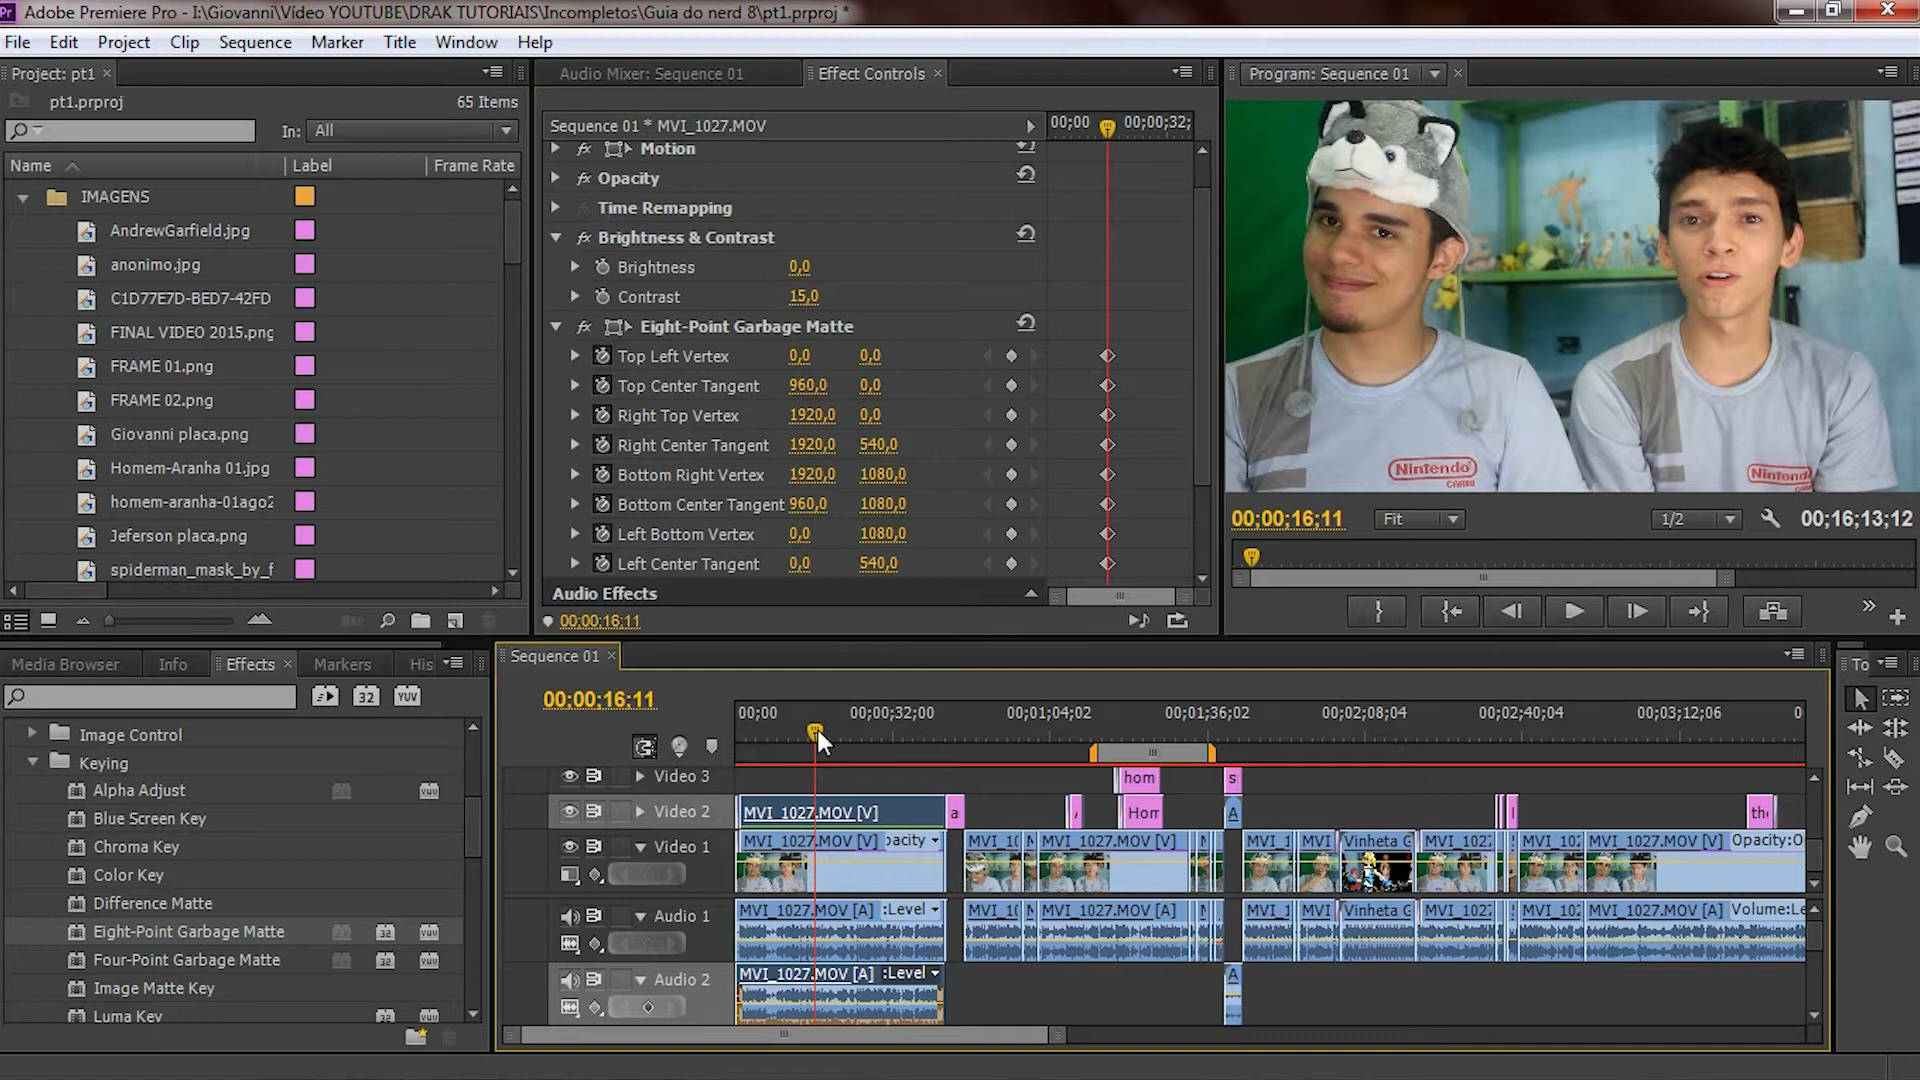 Adobe Premiere Pro - I:\Giovanni\Vídeo YOUTUBE\DRAK TUTORIAIS\Incompletos\Guia do nerd 8\pt1.prproj *
File Edit Project Clip Sequence Marker Title Window Help
Project: pt1
pt1.prproj
65 Items
In: All
Name Label Frame Rate
IMAGENS
AndrewGarfield.jpg
anonimo.jpg
C1D77E7D-BED7-42FD
FINAL VIDEO 2015.png
FRAME 01.png
FRAME 02.png
Giovanni placa.png
Homem-Aranha 01.jpg
homem-aranha-01ago2
Jeferson placa.png
spiderman_mask_by_f
Audio Mixer: Sequence 01
Effect Controls
Sequence 01 * MVI_1027.MOV
00;00 00;00;32;
fx Motion
fx Opacity
fx Time Remapping
fx Brightness & Contrast
Brightness 0,0
Contrast 15,0
fx Eight-Point Garbage Matte
Top Left Vertex 0,0 0,0
Top Center Tangent 960,0 0,0
Right Top Vertex 1920,0 0,0
Right Center Tangent 1920,0 540,0
Bottom Right Vertex 1920,0 1080,0
Bottom Center Tangent 960,0 1080,0
Left Bottom Vertex 0,0 1080,0
Left Center Tangent 0,0 540,0
Audio Effects
00;00;16;11
Program: Sequence 01
Nintendo
Nintendo
00;00;16;11 Fit 1/2 00;16;13;12
Media Browser Info Effects Markers His
32 YUV
Image Control
Keying
Alpha Adjust
Blue Screen Key
Chroma Key
Color Key
Difference Matte
Eight-Point Garbage Matte
Four-Point Garbage Matte
Image Matte Key
Luma Key
Sequence 01
00;00;16;11
00;00 00;00;32;00 00;01;04;02 00;01;36;02 00;02;08;04 00;02;40;04 00;03;12;06 0
Video 3 hom s
Video 2 MVI_1027.MOV [V] a Hom A th
Video 1 MVI_1027.MOV [V] pacity MVI_10 MVI_1027.MOV [V] MVI_1 MVI Vinheta G MVI_102 MVI_10 MVI_1027.MOV [V] Opacity:O
Audio 1 MVI_1027.MOV [A] :Level MVI_10 MVI_1027.MOV [A] MVI_1 MVI Vinheta G MVI_102 MVI_10 MVI_1027.MOV [A] Volume:Le
Audio 2 MVI_1027.MOV [A] :Level A
To